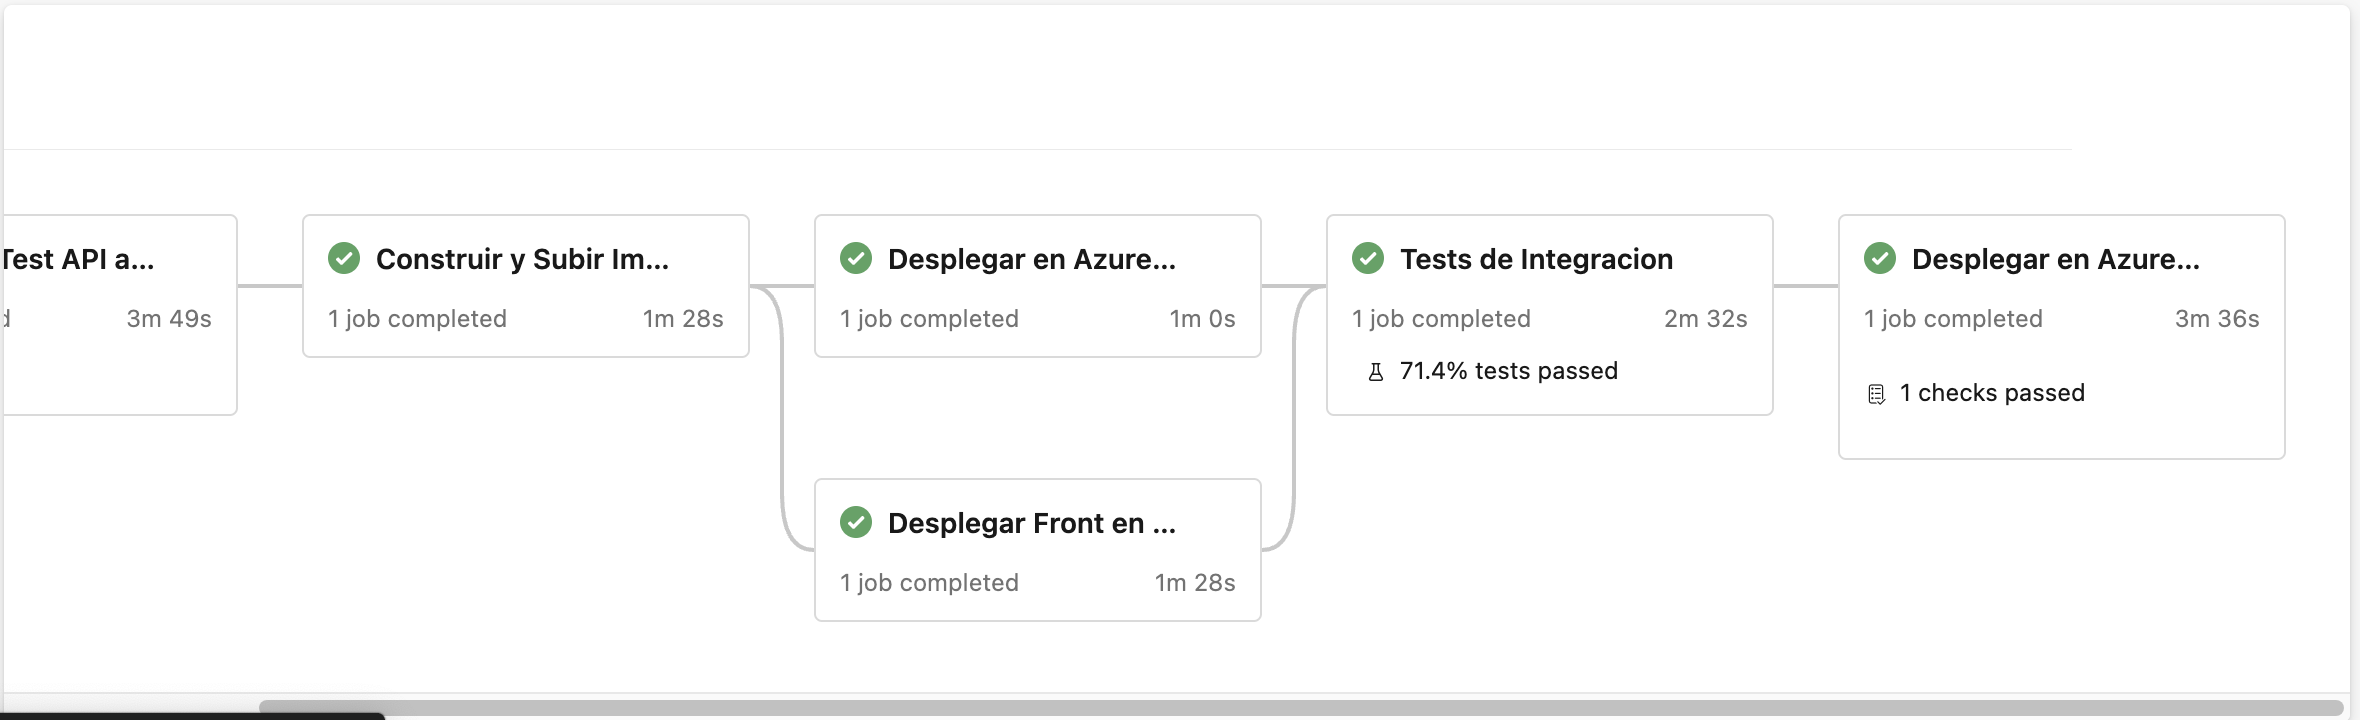 Test API a...
3m 49s
Construir y Subir Im...
1 job completed 1m 28s
Desplegar en Azure...
1 job completed 1m 0s
Desplegar Front en ...
1 job completed 1m 28s
Tests de Integracion
1 job completed 2m 32s
71.4% tests passed
Desplegar en Azure...
1 job completed 3m 36s
1 checks passed